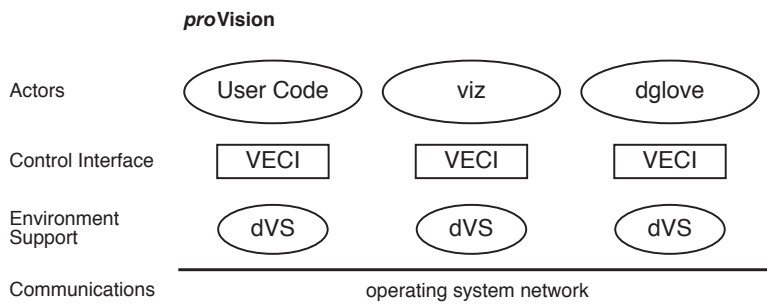 proVision
Actors User Code viz dglove
Control Interface VECI VECI VECI
Environment
Support dVS dVS dVS
Communications operating system network